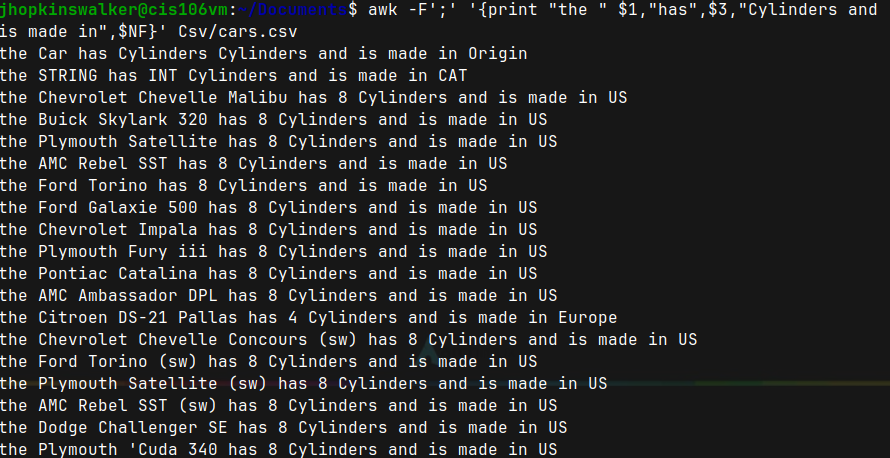 jhopkinswalker@cis106vm:~/Documents$ awk -F';' '{print "the " $1,"has",$3,"Cylinders and
is made in",$NF}' Csv/cars.csv
the Car has Cylinders Cylinders and is made in Origin
the STRING has INT Cylinders and is made in CAT
the Chevrolet Chevelle Malibu has 8 Cylinders and is made in US
the Buick Skylark 320 has 8 Cylinders and is made in US
the Plymouth Satellite has 8 Cylinders and is made in US
the AMC Rebel SST has 8 Cylinders and is made in US
the Ford Torino has 8 Cylinders and is made in US
the Ford Galaxie 500 has 8 Cylinders and is made in US
the Chevrolet Impala has 8 Cylinders and is made in US
the Plymouth Fury iii has 8 Cylinders and is made in US
the Pontiac Catalina has 8 Cylinders and is made in US
the AMC Ambassador DPL has 8 Cylinders and is made in US
the Citroen DS-21 Pallas has 4 Cylinders and is made in Europe
the Chevrolet Chevelle Concours (sw) has 8 Cylinders and is made in US
the Ford Torino (sw) has 8 Cylinders and is made in US
the Plymouth Satellite (sw) has 8 Cylinders and is made in US
the AMC Rebel SST (sw) has 8 Cylinders and is made in US
the Dodge Challenger SE has 8 Cylinders and is made in US
the Plymouth 'Cuda 340 has 8 Cylinders and is made in US